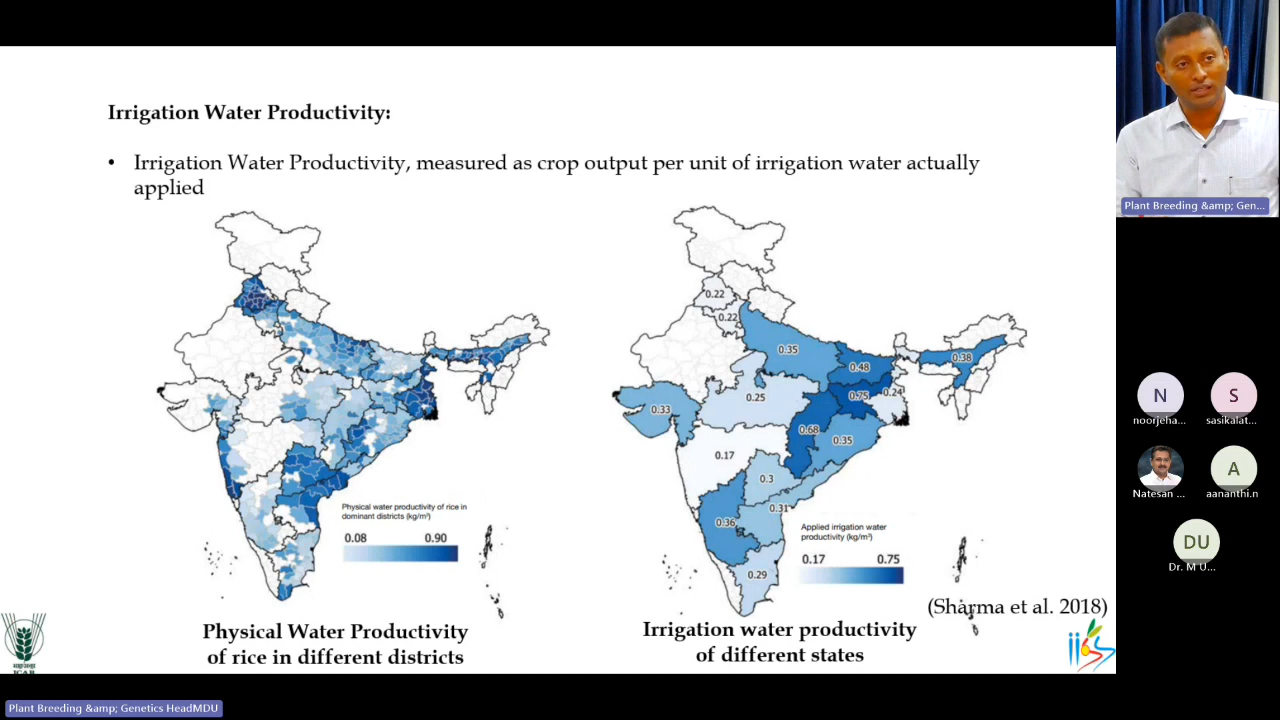 Irrigation Water Productivity:
• Irrigation Water Productivity, measured as crop output per unit of irrigation water actually
applied
Physical water productivity of rice in
dominant districts (kg/m³)
0.08 0.90
Physical Water Productivity
of rice in different districts
0.22
0.22
0.35
0.48
0.38
0.75
0.24
0.25
0.33
0.68
0.35
0.17
0.3
0.31
0.36
0.29
Applied irrigation water
productivity (kg/m³)
0.17 0.75
(Sharma et al. 2018)
Irrigation water productivity
of different states
ICAR
Plant Breeding &amp; Gen...
N
noorjeha...
S
sasikalat...
Natesan ...
A
aananthi.n
DU
Dr. M U...
Plant Breeding &amp; Genetics HeadMDU